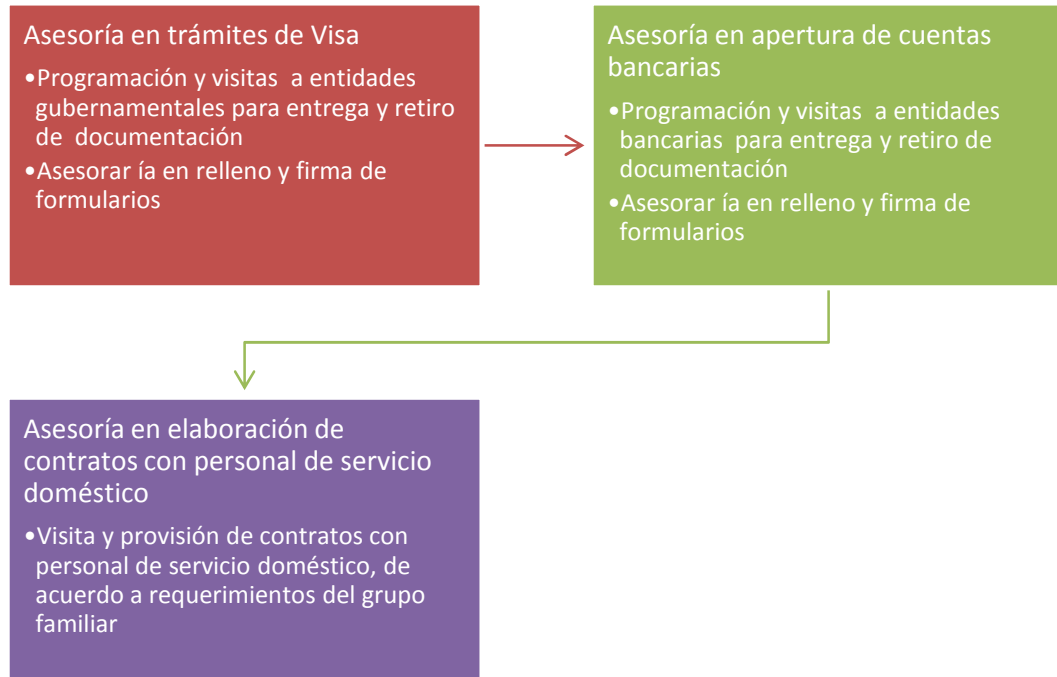 Asesoría en trámites de Visa
•Programación y visitas a entidades
gubernamentales para entrega y retiro
de documentación
•Asesorar ía en relleno y firma de
formularios
Asesoría en apertura de cuentas
bancarias
•Programación y visitas a entidades
bancarias para entrega y retiro de
documentación
•Asesorar ía en relleno y firma de
formularios
Asesoría en elaboración de
contratos con personal de servicio
doméstico
•Visita y provisión de contratos con
personal de servicio doméstico, de
acuerdo a requerimientos del grupo
familiar